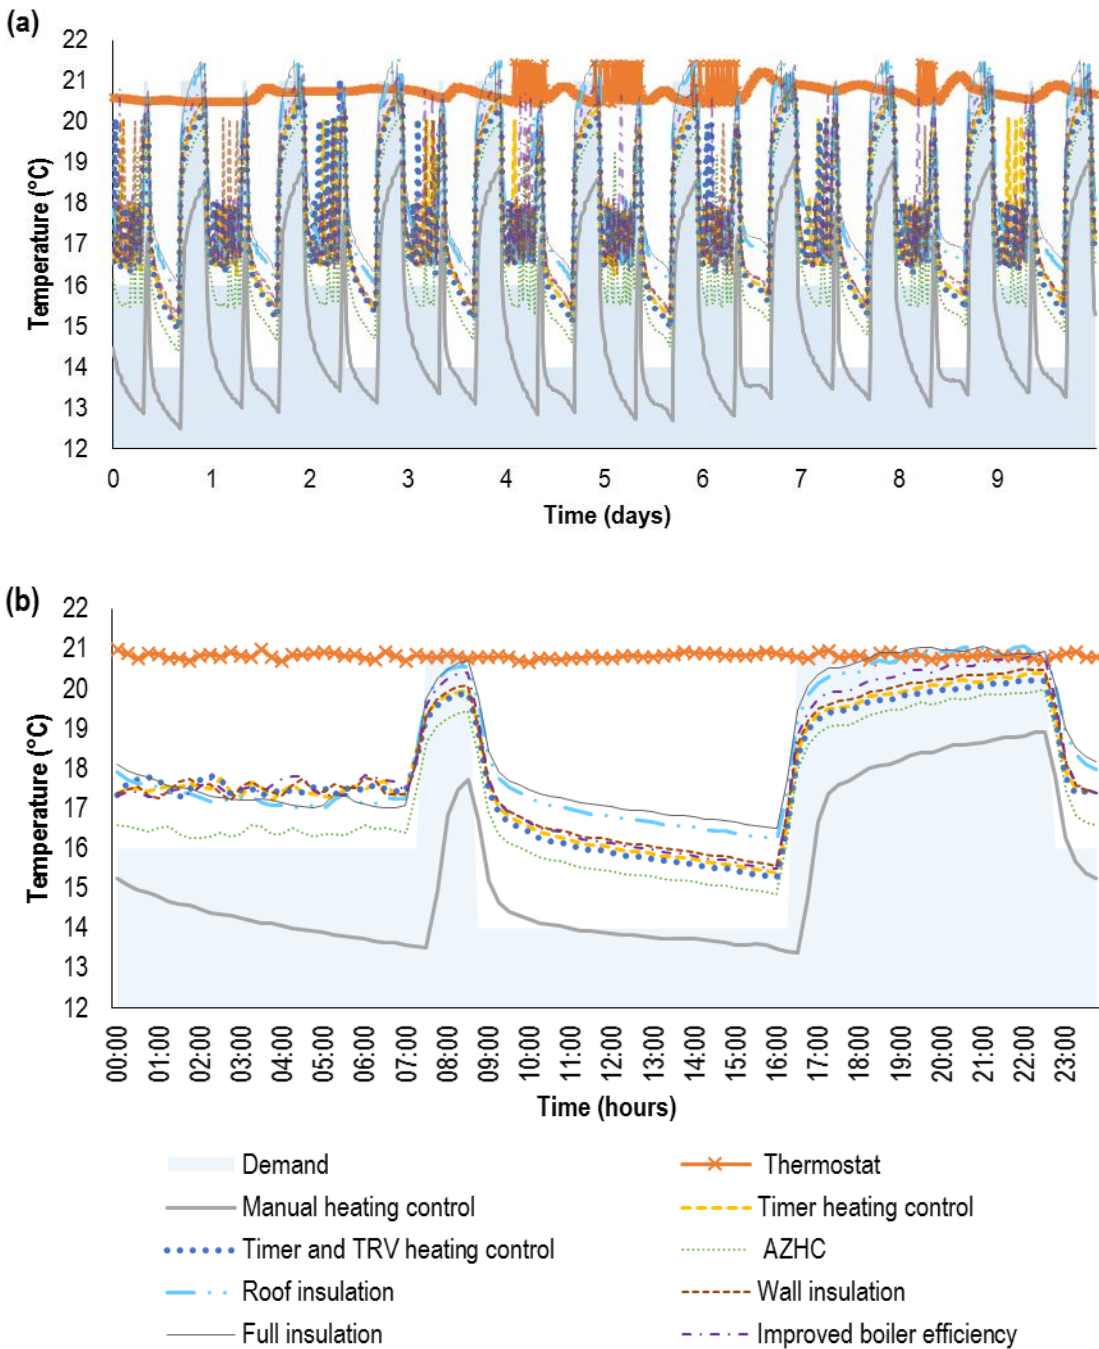 (a)
22
21
20
19
18
17
16
15
14
13
12
Temperature (°C)
0 1 2 3 4 5 6 7 8 9
Time (days)
(b)
22
21
20
19
18
17
16
15
14
13
12
Temperature (°C)
00:00 01:00 02:00 03:00 04:00 05:00 06:00 07:00 08:00 09:00 10:00 11:00 12:00 13:00 14:00 15:00 16:00 17:00 18:00 19:00 20:00 21:00 22:00 23:00
Time (hours)
Demand Thermostat
Manual heating control Timer heating control
Timer and TRV heating control AZHC
Roof insulation Wall insulation
Full insulation Improved boiler efficiency